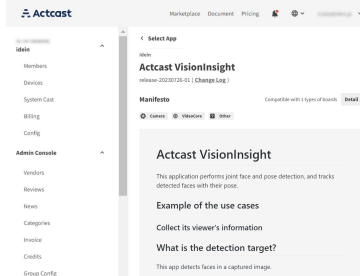 Actcast
Marketplace Document Pricing
idein
Members
Devices
System Cast
Billing
Config
Admin Console
Vendors
Reviews
News
Categories
Invoice
Credits
Group Config
Select App
idein
Actcast VisionInsight
release-20230726-01 ( Change Log )
Manifesto
Compatible with 1 types of boards Detail
Camera VideoCore Other
Actcast VisionInsight
This application performs joint face and pose detection, and tracks
detected faces with their pose.
Example of the use cases
Collect its viewer's information
What is the detection target?
This app detects faces in a captured image.